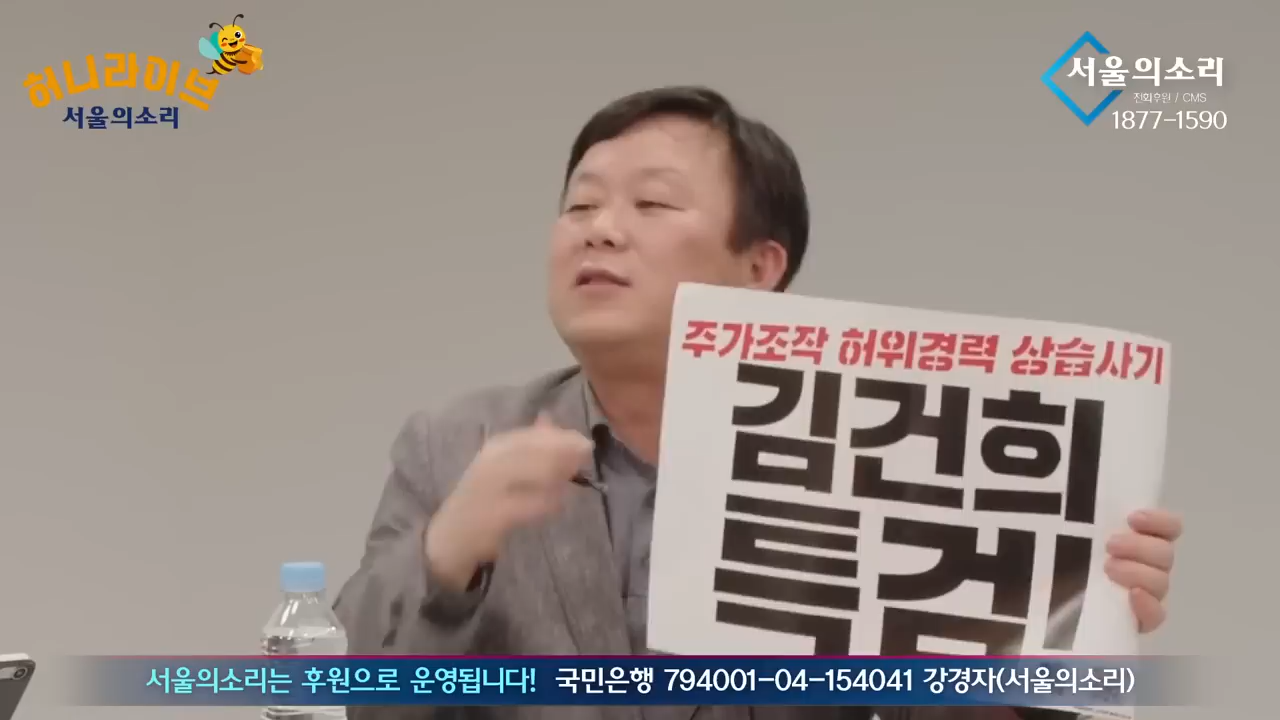 허니라이브
서울의소리
서울의소리
전화후원 / CMS
1877-1590
주가조작 허위경력 상습사기
김건희
특검!
서울의소리는 후원으로 운영됩니다! 국민은행 794001-04-154041 강경자(서울의소리)